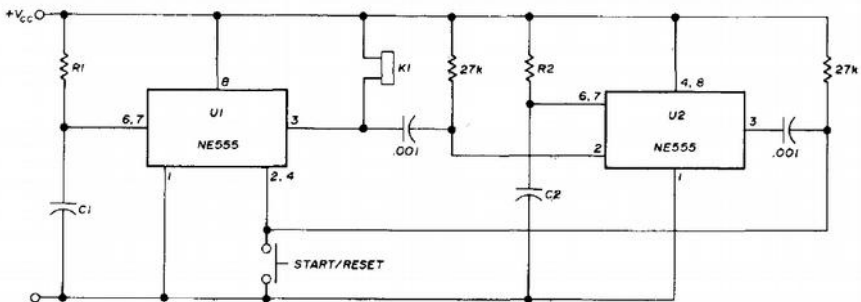 +Vcc
R1
8
K1
27k
R2
4, 8
27k
6,7
U1
NE555
3
.001
6,7
U2
NE555
3
.001
2
1
2, 4
1
C1
C2
START/RESET